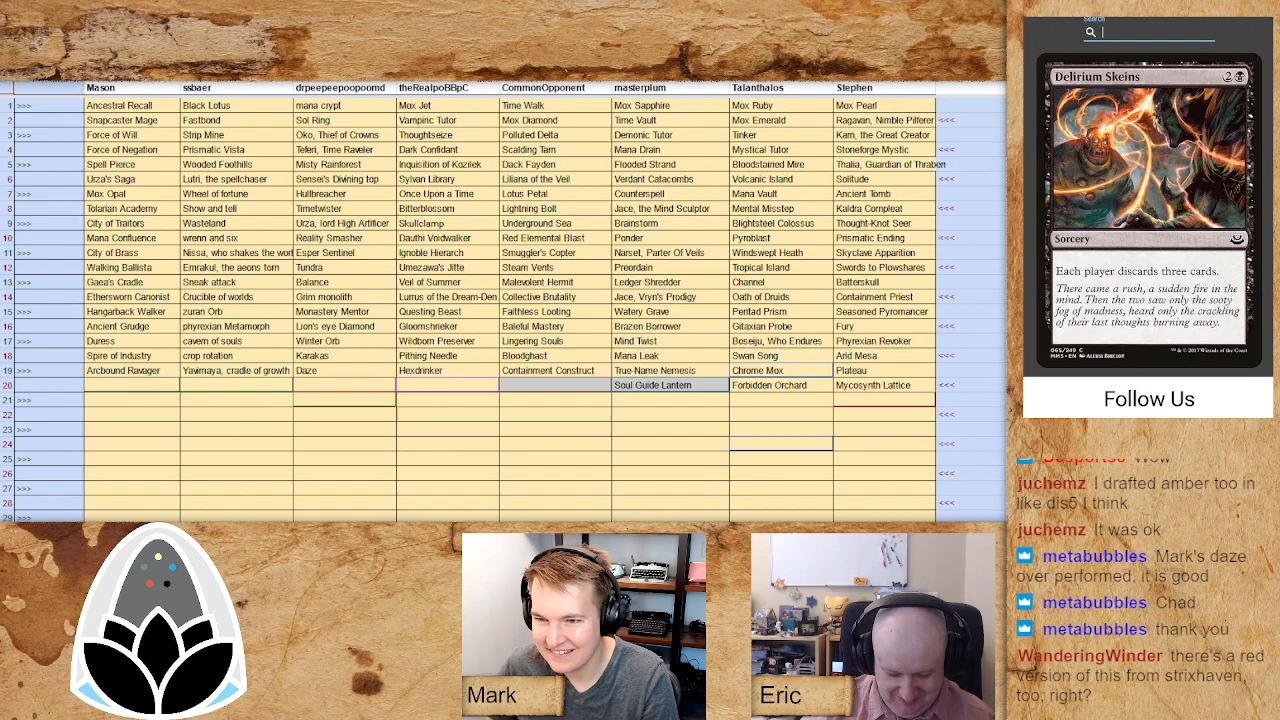 Mason ssbaer drpeepeepoopoomd theRealpoBBpC CommonOpponent masterplum Talanthalos Stephen
1 >>> Ancestral Recall Black Lotus mana crypt Mox Jet Time Walk Mox Sapphire Mox Ruby Mox Pearl
2 Snapcaster Mage Fastbond Sol Ring Vampiric Tutor Mox Diamond Time Vault Mox Emerald Ragavan, Nimble Pilferer <<<
3 >>> Force of Will Strip Mine Oko, Thief of Crowns Thoughtseize Polluted Delta Demonic Tutor Tinker Karn, the Great Creator
4 Force of Negation Prismatic Vista Teferi, Time Raveler Dark Confidant Scalding Tarn Mana Drain Mystical Tutor Stoneforge Mystic <<<
5 >>> Spell Pierce Wooded Foothills Misty Rainforest Inquisition of Kozilek Dack Fayden Flooded Strand Bloodstained Mire Thalia, Guardian of Thraben
6 Urza's Saga Lutri, the spellchaser Sensei's Divining top Sylvan Library Liliana of the Veil Verdant Catacombs Volcanic Island Solitude <<<
7 >>> Mox Opal Wheel of fortune Hullbreacher Once Upon a Time Lotus Petal Counterspell Mana Vault Ancient Tomb
8 Tolarian Academy Show and tell Timetwister Bitterblossom Lightning Bolt Jace, the Mind Sculptor Mental Misstep Kaldra Compleat <<<
9 >>> City of Traitors Wasteland Urza, lord High Artificer Skullclamp Underground Sea Brainstorm Blightsteel Colossus Thought-Knot Seer
10 Mana Confluence wrenn and six Reality Smasher Dauthi Voidwalker Red Elemental Blast Ponder Pyroblast Prismatic Ending <<<
11 >>> City of Brass Nissa, who shakes the worl Esper Sentinel Ignoble Hierarch Smuggler's Copter Narset, Parter Of Veils Windswept Heath Skyclave Apparition
12 Walking Ballista Emrakul, the aeons torn Tundra Umezawa's Jitte Steam Vents Preordain Tropical Island Swords to Plowshares <<<
13 >>> Gaea's Cradle Sneak attack Balance Veil of Summer Malevolent Hermit Ledger Shredder Channel Batterskull
14 Ethersworn Canonist Crucible of worlds Grim monolith Lurrus of the Dream-Den Collective Brutality Jace, Vryn's Prodigy Oath of Druids Containment Priest <<<
15 >>> Hangarback Walker zuran Orb Monastery Mentor Questing Beast Faithless Looting Watery Grave Pentad Prism Seasoned Pyromancer
16 Ancient Grudge phyrexian Metamorph Lion's eye Diamond Gloomshrieker Baleful Mastery Brazen Borrower Gitaxian Probe Fury <<<
17 >>> Duress cavern of souls Winter Orb Wildborn Preserver Lingering Souls Mind Twist Boseiju, Who Endures Phyrexian Revoker
18 Spire of Industry crop rotation Karakas Pithing Needle Bloodghast Mana Leak Swan Song Arid Mesa <<<
19 >>> Arcbound Ravager Yavimaya, cradle of growth Daze Hexdrinker Containment Construct True-Name Nemesis Chrome Mox Plateau
20 Soul Guide Lantern Forbidden Orchard Mycosynth Lattice <<<
21 >>>
22 <<<
23 >>>
24 <<<
25 >>>
26 <<<
27 >>>
28 <<<
29 >>>
Search
Delirium Skeins 2
Sorcery
Each player discards three cards.
There came a rush, a sudden fire in the
mind. Then the two saw only the sooty
fog of madness, heard only the crackling
of their last thoughts burning away.
065/249 C
MM3 • EN
Follow Us
Wow
juchemz I drafted amber too in
like dis5 I think
juchemz It was ok
metabubbles Mark's daze
over performed, it is good
metabubbles Chad
metabubbles thank you
WanderingWinder there's a red
version of this from strixhaven,
too, right?
Mark
Eric